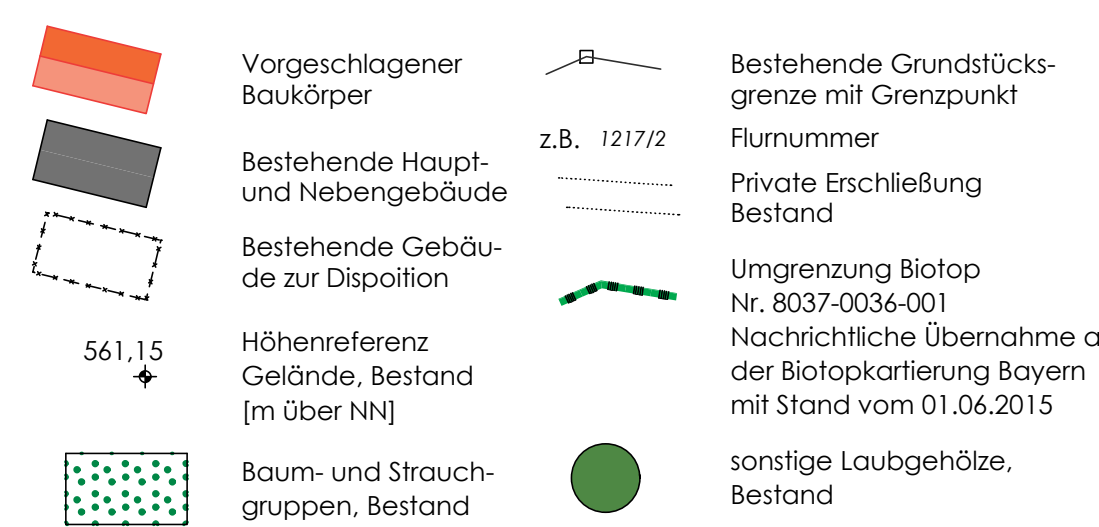 Vorgeschlagener
Baukörper
Bestehende Haupt-
und Nebengebäude
Bestehende Gebäu-
de zur Dispoition
561,15
Höhenreferenz
Gelände, Bestand
[m über NN]
Baum- und Strauch-
gruppen, Bestand
Bestehende Grundstücks-
grenze mit Grenzpunkt
z.B. 1217/2 Flurnummer
Private Erschließung
Bestand
Umgrenzung Biotop
Nr. 8037-0036-001
Nachrichtliche Übernahme a
der Biotopkartierung Bayern
mit Stand vom 01.06.2015
sonstige Laubgehölze,
Bestand